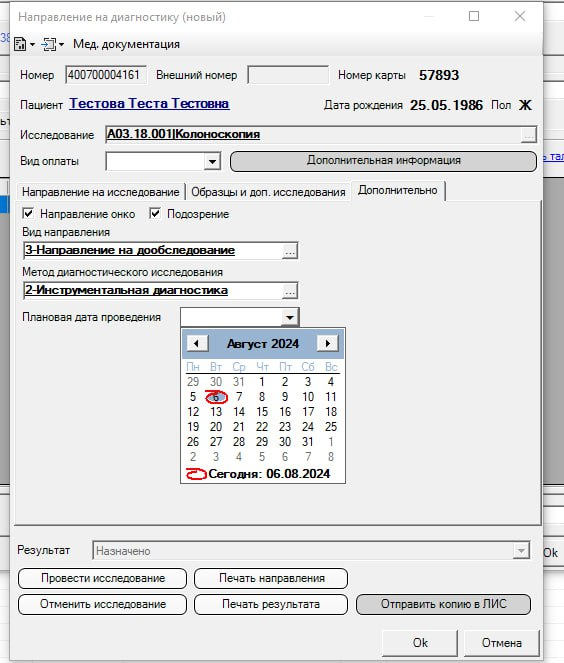 Направление на диагностику (новый)
Мед. документация
Номер 400700004161 Внешний номер Номер карты 57893
Пациент Тестова Теста Тестовна Дата рождения 25.05.1986 Пол Ж
Исследование А03.18.001|Колоноскопия ...
Вид оплаты Дополнительная информация
Направление на исследование Образцы и доп. исследования Дополнительно
Направление онко Подозрение
Вид направления
3-Направление на дообследование ...
Метод диагностического исследования
2-Инструментальная диагностика ...
Плановая дата проведения
Август 2024
Пн Вт Ср Чт Пт Сб Вс
29 30 31 1 2 3 4
5 6 7 8 9 10 11
12 13 14 15 16 17 18
19 20 21 22 23 24 25
26 27 28 29 30 31 1
2 3 4 5 6 7 8
Сегодня: 06.08.2024
Результат Назначено
Ok
Провести исследование Печать направления
Отменить исследование Печать результата Отправить копию в ЛИС
Ok Отмена